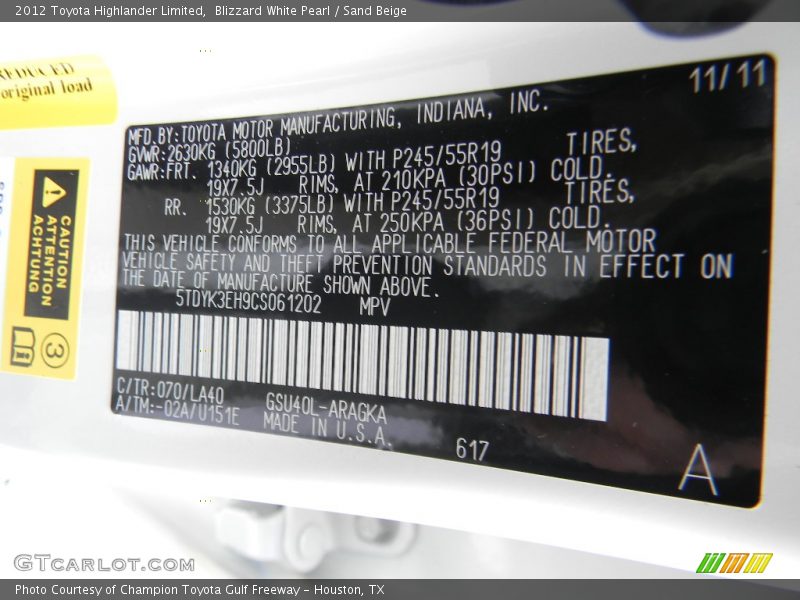 2012 Toyota Highlander Limited,  Blizzard White Pearl / Sand Beige
REDUCED
original load
CAUTION
ATTENTION
ACHTUNG
3
11/11
MFD.BY:TOYOTA MOTOR MANUFACTURING, INDIANA, INC.
GVWR:2630KG (5800LB)
GAWR:FRT. 1340KG (2955LB) WITH P245/55R19 TIRES,
19X7.5J RIMS, AT 210KPA (30PSI) COLD.
RR. 1530KG (3375LB) WITH P245/55R19 TIRES,
19X7.5J RIMS, AT 250KPA (36PSI) COLD.
THIS VEHICLE CONFORMS TO ALL APPLICABLE FEDERAL MOTOR
VEHICLE SAFETY AND THEFT PREVENTION STANDARDS IN EFFECT ON
THE DATE OF MANUFACTURE SHOWN ABOVE.
5TDYK3EH9CS061202 MPV
C/TR:070/LA40 GSU40L-ARAGKA
A/TM:-02A/U151E MADE IN U.S.A.
617
A
GTcarlot.com
Photo Courtesy of Champion Toyota Gulf Freeway - Houston, TX